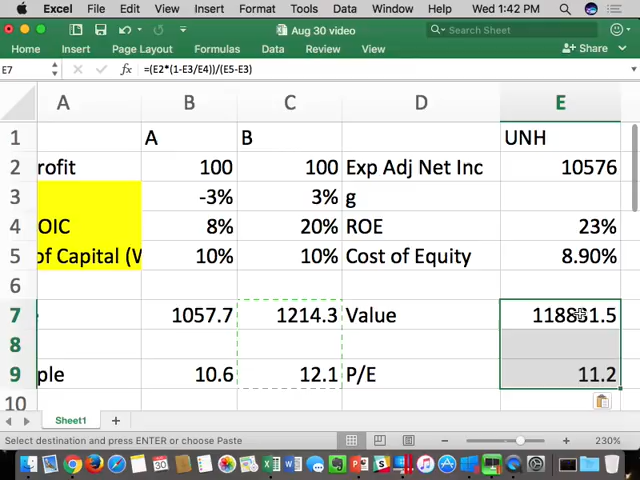 Excel File Edit View Insert Format Tools Data Window Help Wed 1:42 PM
Aug 30 video Search Sheet
Home Insert Page Layout Formulas Data Review View Share
E7 fx =(E2*(1-E3/E4))/(E5-E3)
A B C D E
1 A B UNH
2 rofit 100 100 Exp Adj Net Inc 10576
3 -3% 3% g
4 OIC 8% 20% ROE 23%
5 of Capital (V 10% 10% Cost of Equity 8.90%
6
7 1057.7 1214.3 Value
8
9 ple 10.6 12.1 P/E 11.2
10
Sheet1
Select destination and press ENTER or choose Paste 230%